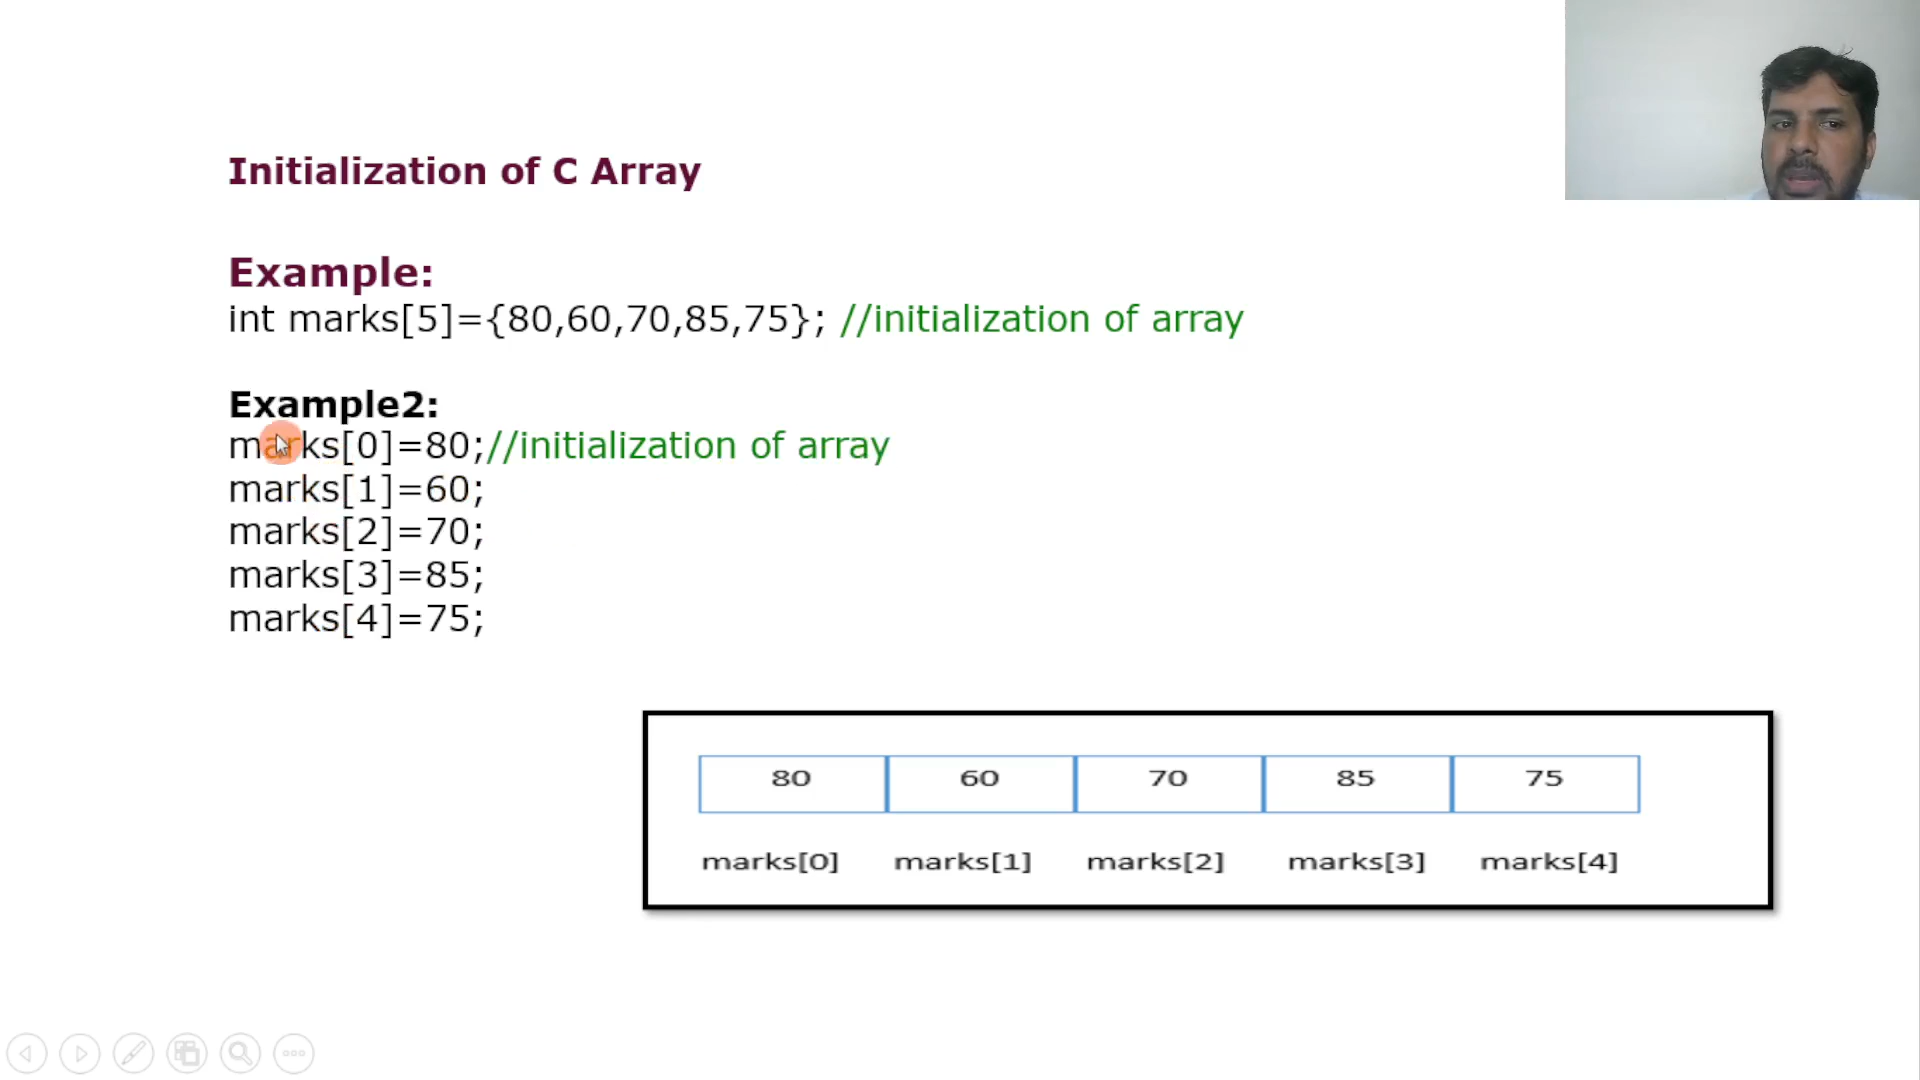 Initialization of C Array
Example:
int marks[5]={80,60,70,85,75}; //initialization of array
Example2:
marks[0]=80;//initialization of array
marks[1]=60;
marks[2]=70;
marks[3]=85;
marks[4]=75;
80 60 70 85 75
marks[0] marks[1] marks[2] marks[3] marks[4]